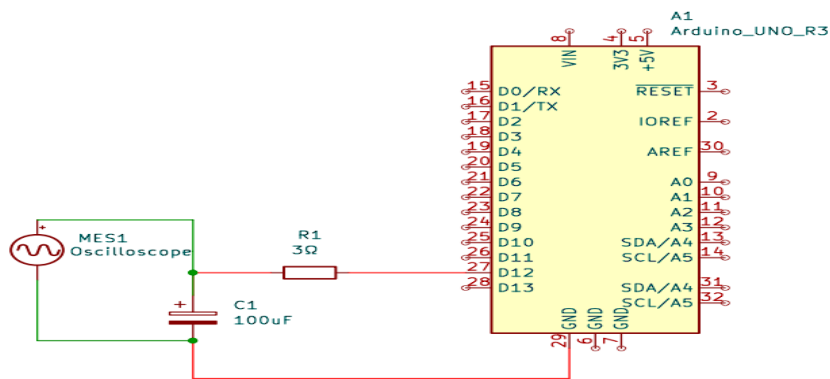 A1
Arduino_UNO_R3
8
4
5
VIN
3V3
+5V
15 D0/RX
16 D1/TX
17 D2
18 D3
19 D4
20 D5
21 D6
22 D7
23 D8
24 D9
25 D10
26 D11
27 D12
28 D13
RESET 3
IOREF 2
AREF 30
A0 9
A1 10
A2 11
A3 12
SDA/A4 13
SCL/A5 14
SDA/A4 31
SCL/A5 32
GND
GND
GND
29
6
7
+
MES1
Oscilloscope
R1
3Ω
+
C1
100uF